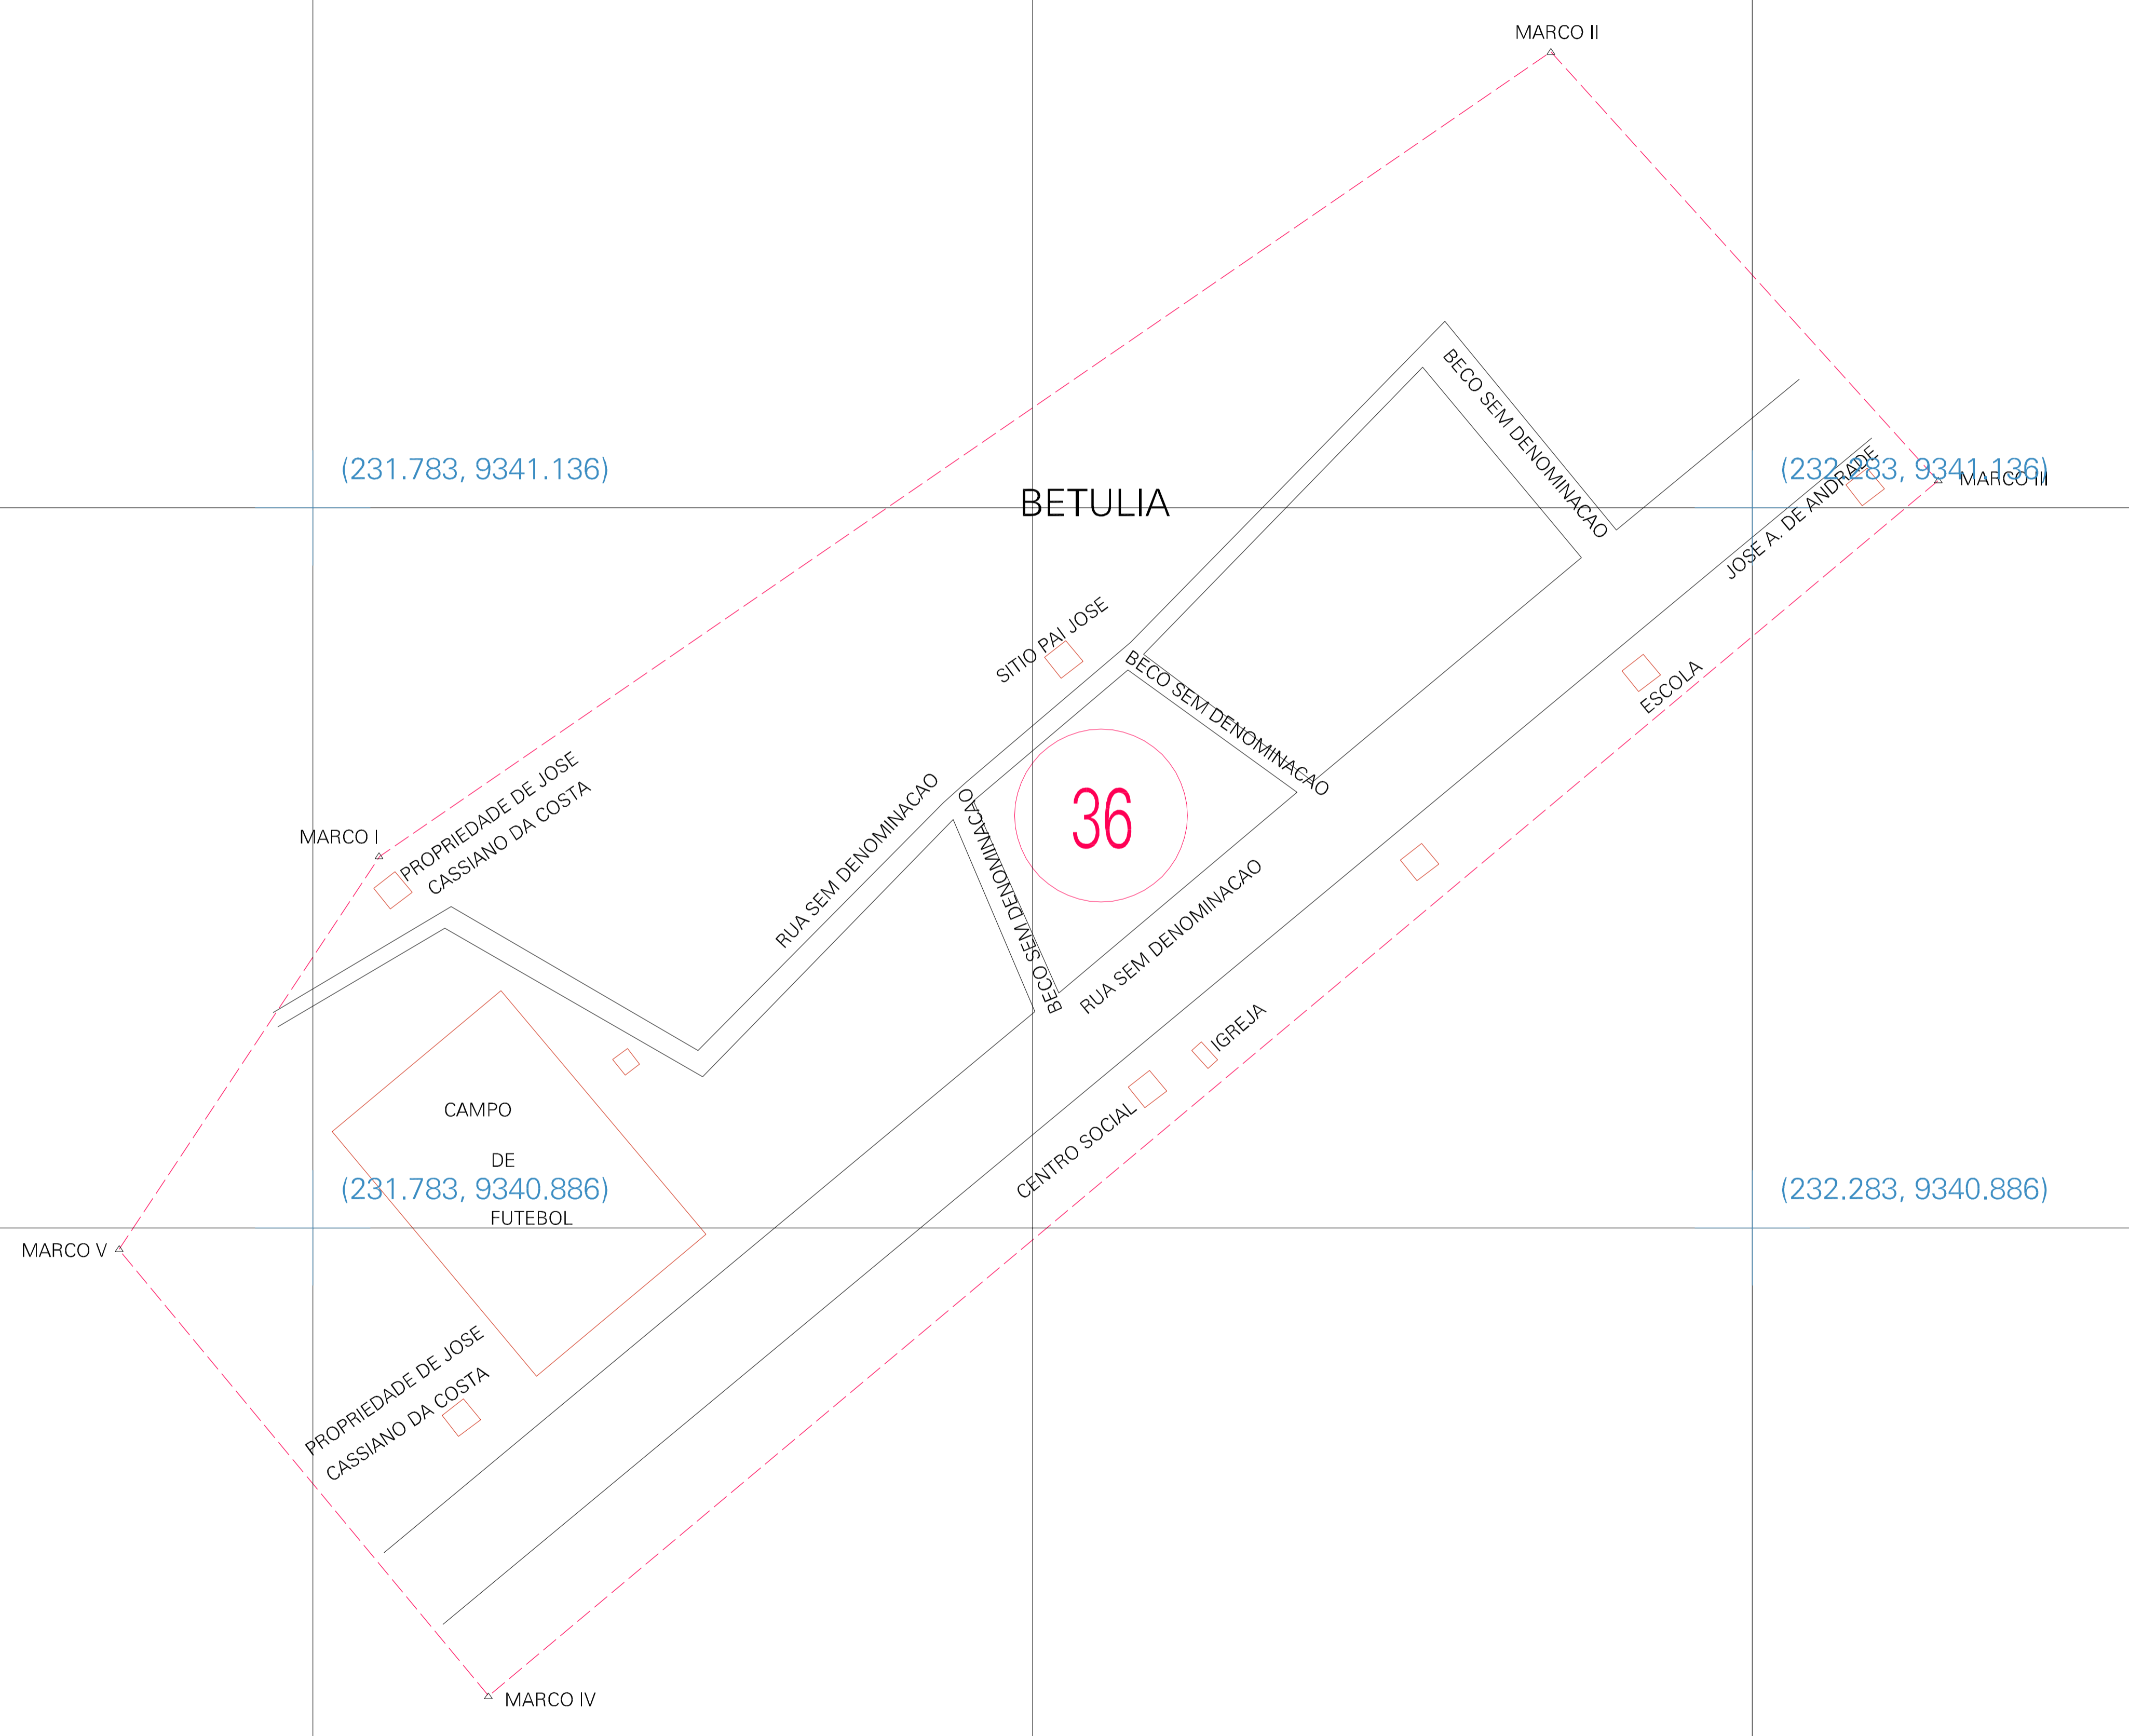 MARCO II
(231.783, 9341.136)
(232.283, 9341.136)
MARCO III
BETULIA
BECO SEM DENOMINACAO
JOSE A. DE ANDRADE
SITIO PAI JOSE
BECO SEM DENOMINACAO
ESCOLA
PROPRIEDADE DE JOSE
CASSIANO DA COSTA
MARCO I
RUA SEM DENOMINACAO
BECO SEM DENOMINACAO
36
RUA SEM DENOMINACAO
IGREJA
CENTRO SOCIAL
CAMPO
DE
(231.783, 9340.886)
(232.283, 9340.886)
FUTEBOL
MARCO V
PROPRIEDADE DE JOSE
CASSIANO DA COSTA
MARCO IV